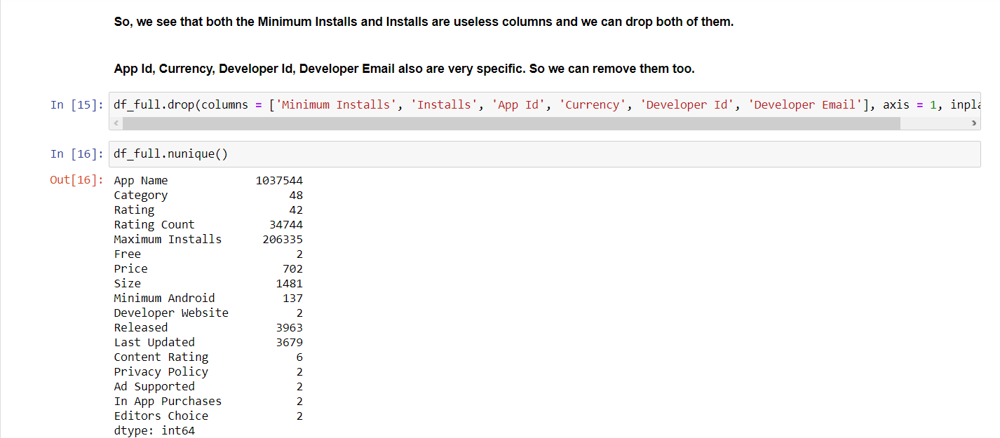 So, we see that both the Minimum Installs and Installs are useless columns and we can drop both of them.
App Id, Currency, Developer Id, Developer Email also are very specific. So we can remove them too.
In [15]: df_full.drop(columns = ['Minimum Installs', 'Installs', 'App Id', 'Currency', 'Developer Id', 'Developer Email'], axis = 1, inpla
In [16]: df_full.nunique()
Out[16]: App Name 1037544
Category 48
Rating 42
Rating Count 34744
Maximum Installs 206335
Free 2
Price 702
Size 1481
Minimum Android 137
Developer Website 2
Released 3963
Last Updated 3679
Content Rating 6
Privacy Policy 2
Ad Supported 2
In App Purchases 2
Editors Choice 2
dtype: int64